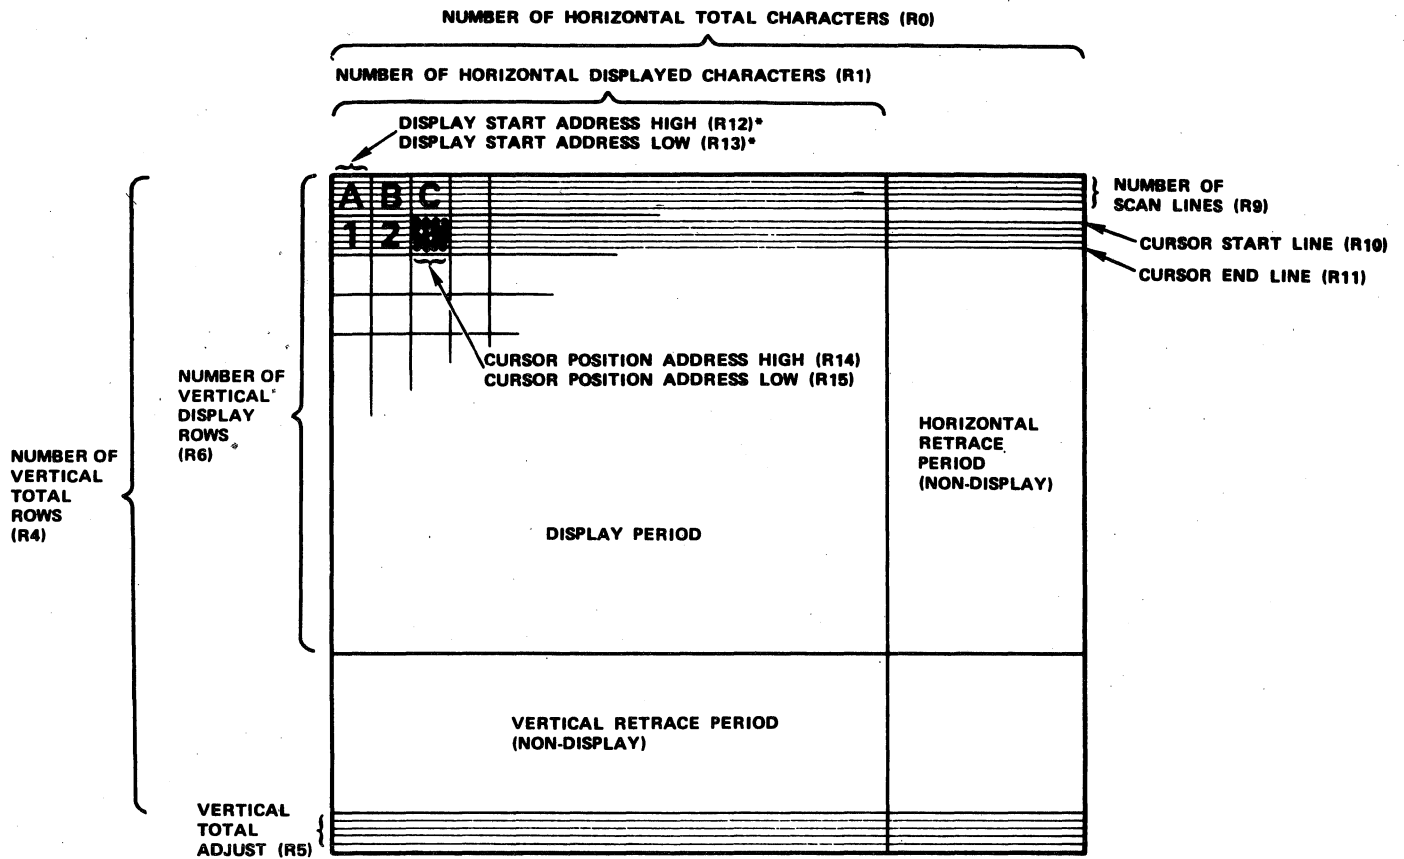 NUMBER OF HORIZONTAL TOTAL CHARACTERS (R0)
NUMBER OF HORIZONTAL DISPLAYED CHARACTERS (R1)
DISPLAY START ADDRESS HIGH (R12)*
DISPLAY START ADDRESS LOW (R13)*
A B C
1 2
NUMBER OF
SCAN LINES (R9)
CURSOR START LINE (R10)
CURSOR END LINE (R11)
CURSOR POSITION ADDRESS HIGH (R14)
CURSOR POSITION ADDRESS LOW (R15)
NUMBER OF
VERTICAL
DISPLAY
ROWS
(R6)
NUMBER OF
VERTICAL
TOTAL
ROWS
(R4)
HORIZONTAL
RETRACE
PERIOD
(NON-DISPLAY)
DISPLAY PERIOD
VERTICAL RETRACE PERIOD
(NON-DISPLAY)
VERTICAL
TOTAL
ADJUST (R5)